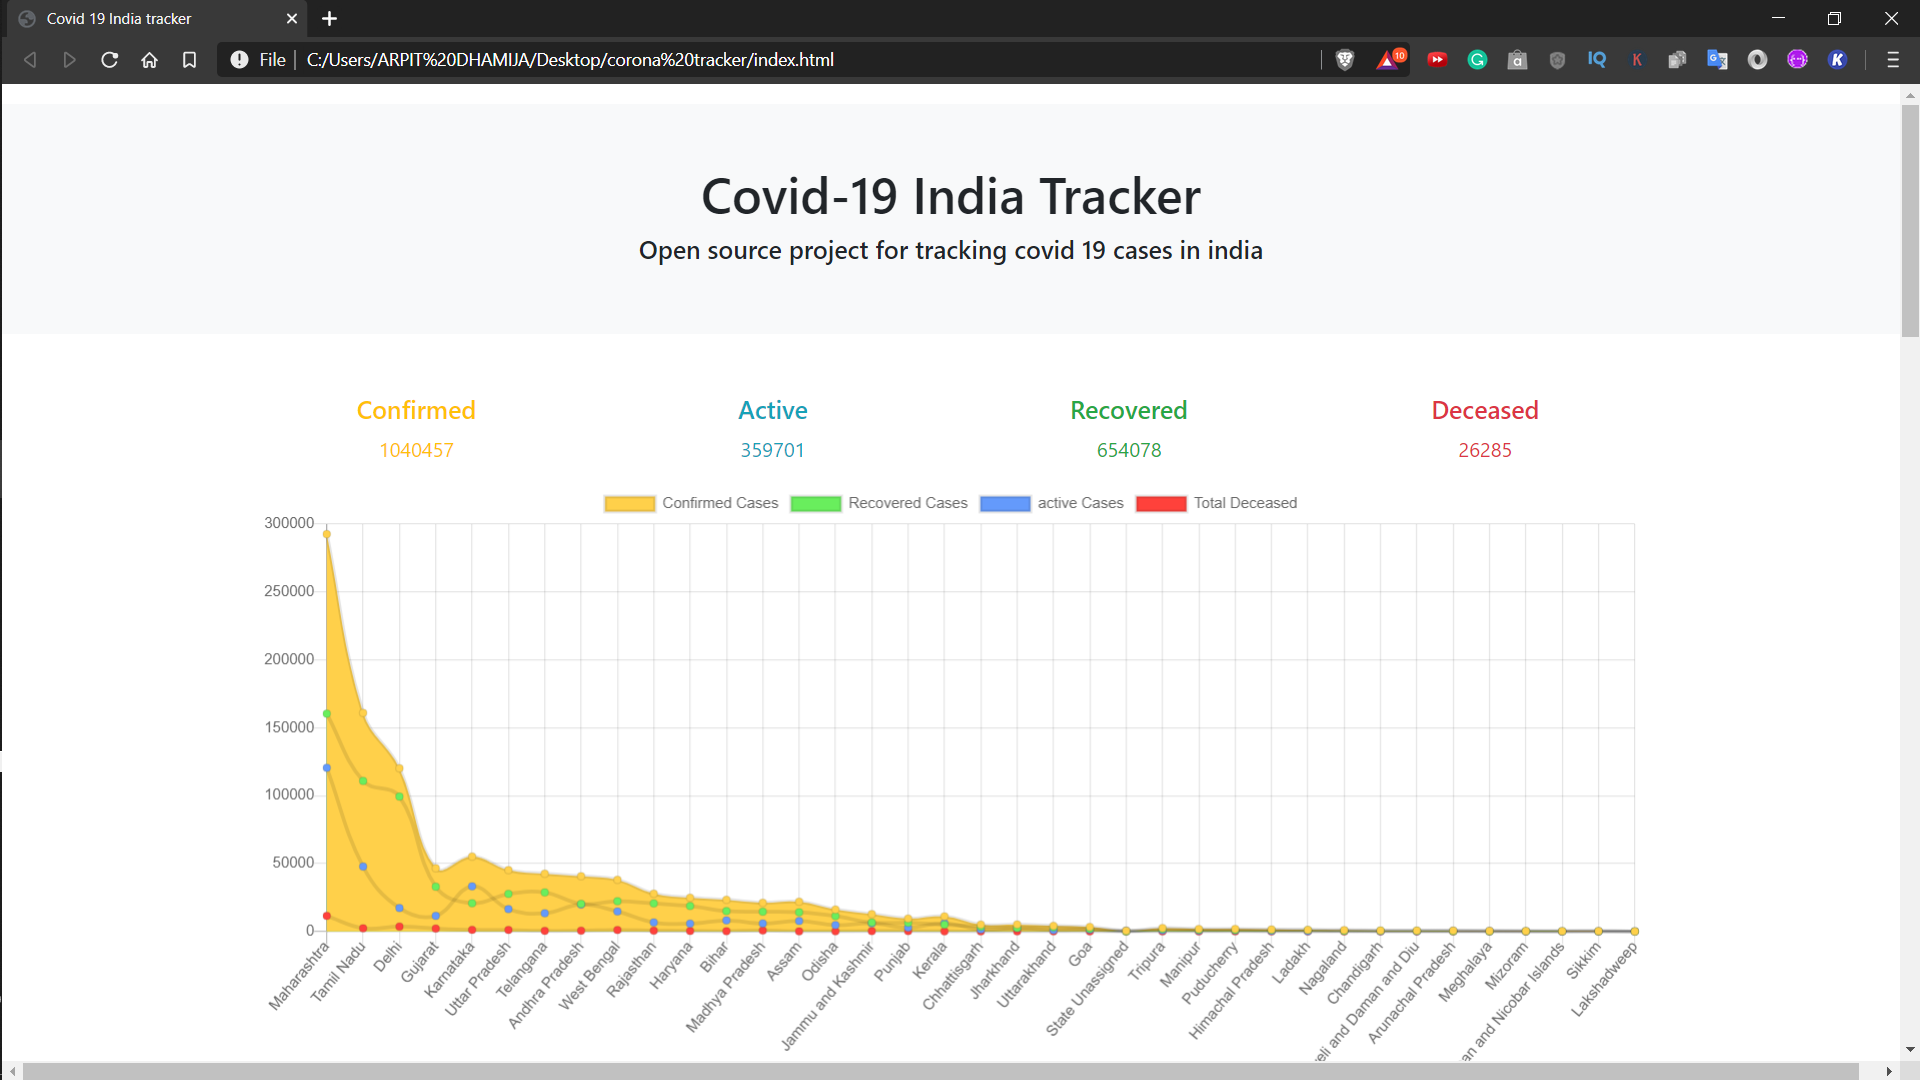 Covid 19 India tracker
File C:/Users/ARPIT%20DHAMIJA/Desktop/corona%20tracker/index.html
10
a
IQ
K
K
Covid-19 India Tracker
Open source project for tracking covid 19 cases in india
Confirmed Active Recovered Deceased
1040457 359701 654078 26285
Confirmed Cases Recovered Cases active Cases Total Deceased
300000
250000
200000
150000
100000
50000
0
Maharashtra
Tamil Nadu
Delhi
Gujarat
Karnataka
Uttar Pradesh
Telangana
Andhra Pradesh
West Bengal
Rajasthan
Haryana
Bihar
Madhya Pradesh
Assam
Odisha
Jammu and Kashmir
Punjab
Kerala
Chhattisgarh
Jharkhand
Uttarakhand
Goa
State Unassigned
Tripura
Manipur
Puducherry
Himachal Pradesh
Ladakh
Nagaland
Chandigarh
eli and Daman and Diu
Arunachal Pradesh
Meghalaya
Mizoram
an and Nicobar Islands
Sikkim
Lakshadweep